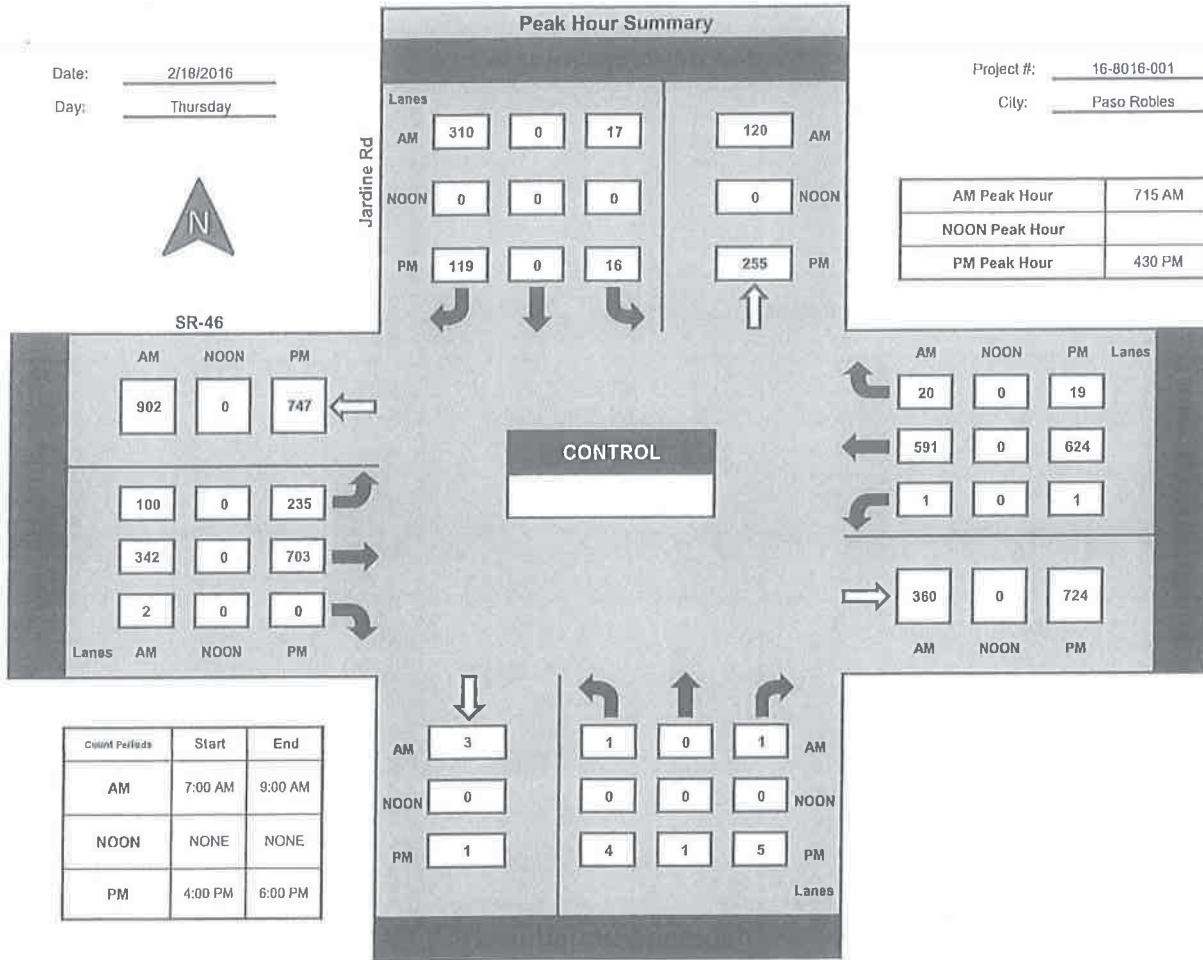 Peak Hour Summary
Date: 2/18/2016
Day: Thursday
Project #: 16-8016-001
City: Paso Robles
N
Jardine Rd
Lanes
AM 310 0 17 120 AM
NOON 0 0 0 0 NOON
PM 119 0 16 255 PM
AM Peak Hour 715 AM
NOON Peak Hour
PM Peak Hour 430 PM
SR-46
AM NOON PM
902 0 747
100 0 235
342 0 703
2 0 0
Lanes AM NOON PM
CONTROL
AM NOON PM Lanes
20 0 19
591 0 624
1 0 1
360 0 724
AM NOON PM
Count Periods Start End
AM 7:00 AM 9:00 AM
NOON NONE NONE
PM 4:00 PM 6:00 PM
AM 3 1 0 1 AM
NOON 0 0 0 0 NOON
PM 1 4 1 5 PM
Lanes